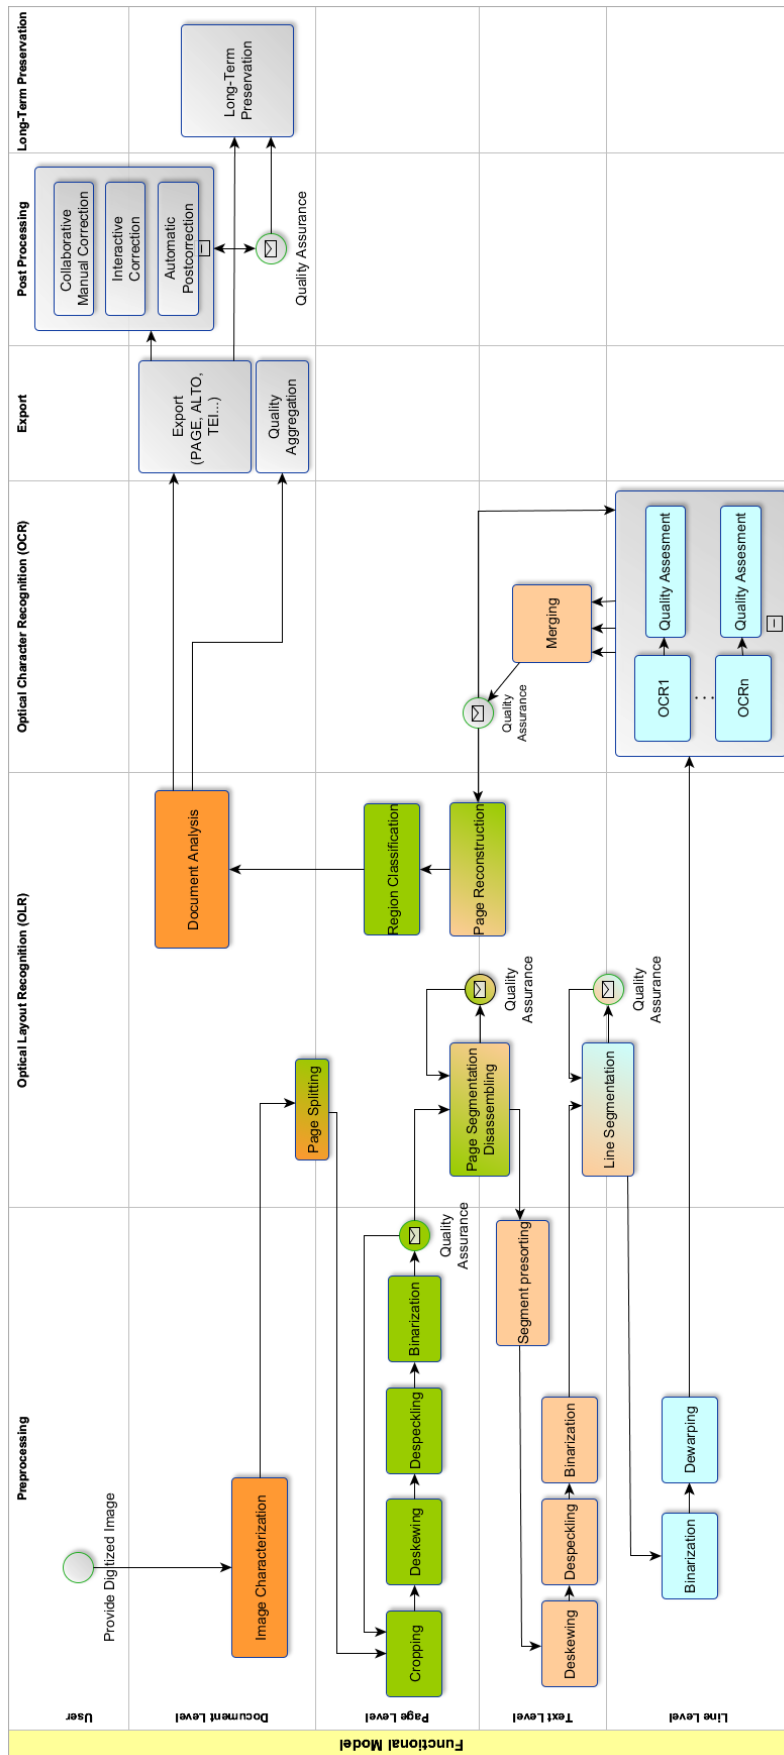 Functional Model
Preprocessing
Optical Layout Recognition (OLR)
Optical Character Recognition (OCR)
Export
Post Processing
Long-Term Preservation
User
Provide Digitized Image
Collaborative
Manual Correction
Interactive
Correction
Automatic
Postcorrection
Document Level
Image Characterization
Page Splitting
Document Analysis
Export
(PAGE, ALTO,
TEI...)
Quality
Aggregation
Quality Assurance
Long-Term
Preservation
Page Level
Cropping
Deskewing
Despeckling
Binarization
Quality
Assurance
Page Segmentation
Disassembling
Quality
Assurance
Region Classification
Page Reconstruction
Quality
Assurance
Text Level
Segment presorting
Deskewing
Despeckling
Binarization
Merging
Line Level
Line Segmentation
Quality
Assurance
Binarization
Dewarping
OCR1
Quality Assesment
...
OCRn
Quality Assesment